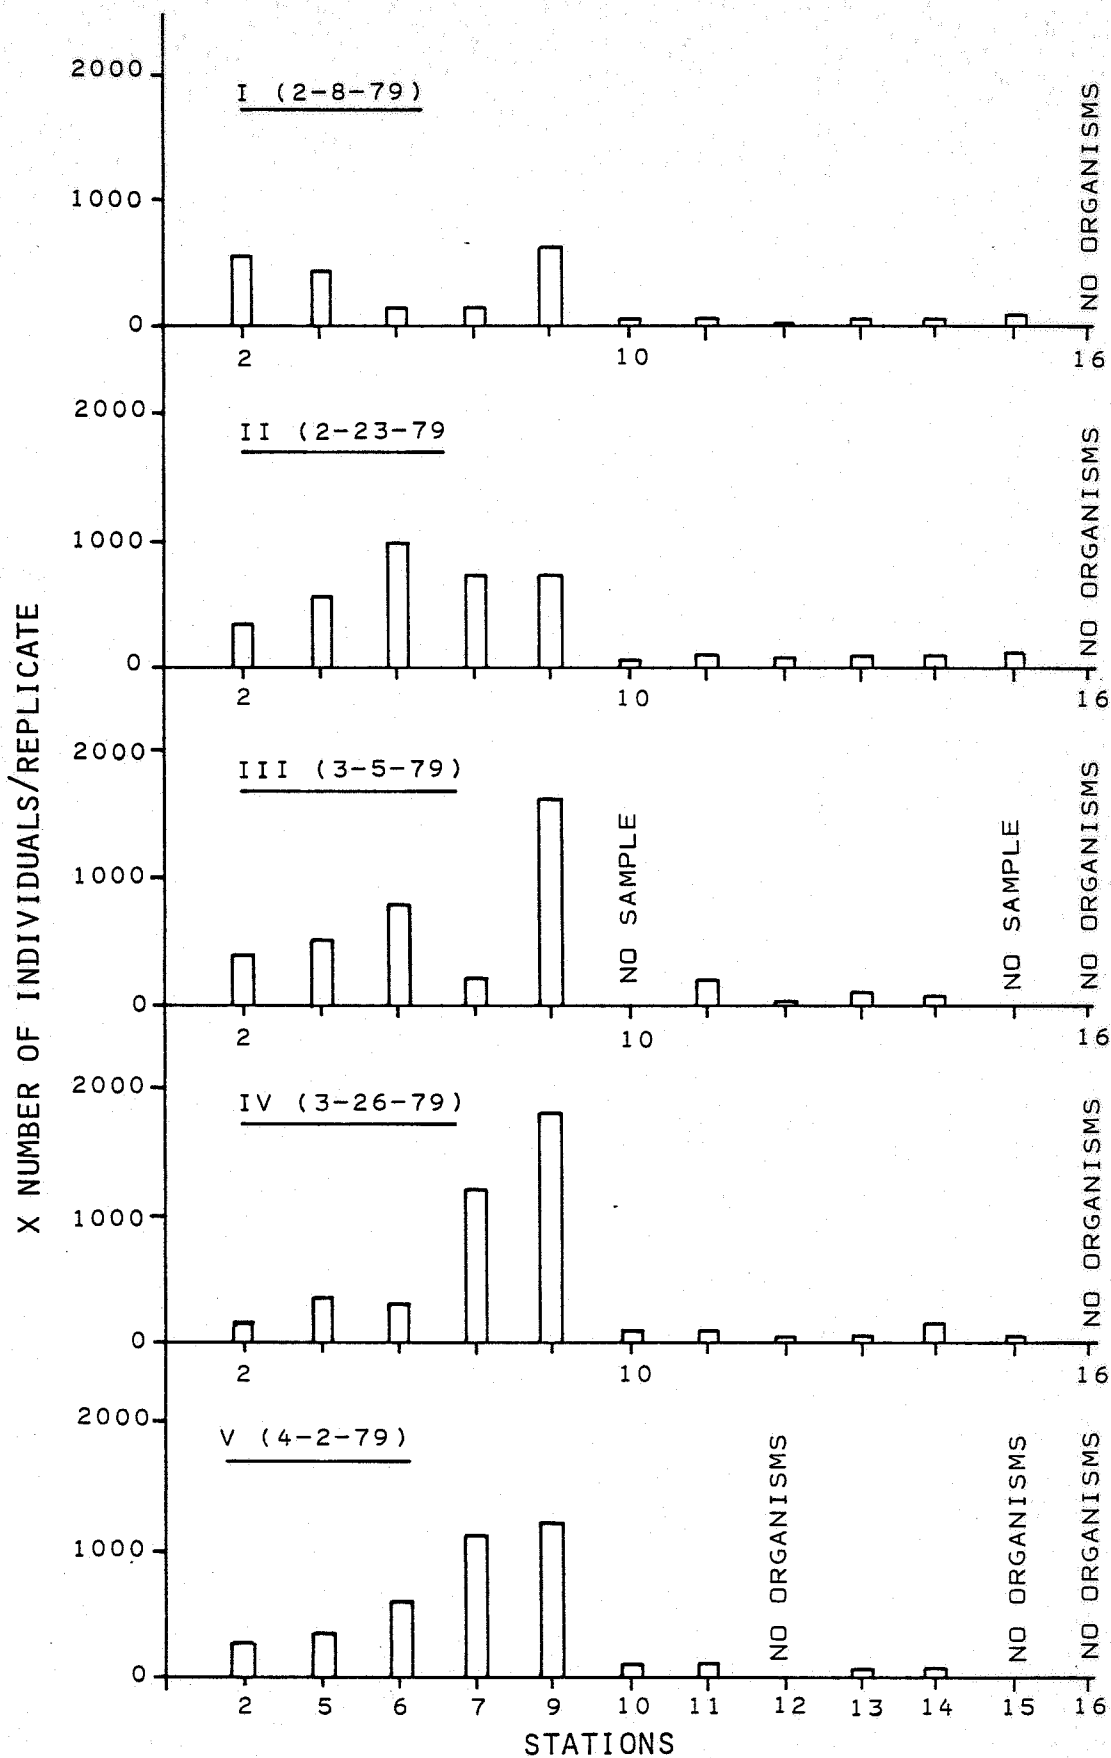 X NUMBER OF INDIVIDUALS/REPLICATE
I (2-8-79)
2000
1000
0
2
10
16
NO ORGANISMS
II (2-23-79
2000
1000
0
2
10
16
NO ORGANISMS
III (3-5-79)
2000
1000
0
2
10
16
NO SAMPLE
NO SAMPLE
NO ORGANISMS
IV (3-26-79)
2000
1000
0
2
10
16
NO ORGANISMS
V (4-2-79)
2000
1000
0
NO ORGANISMS
NO ORGANISMS
NO ORGANISMS
2 5 6 7 9 10 11 12 13 14 15 16
STATIONS